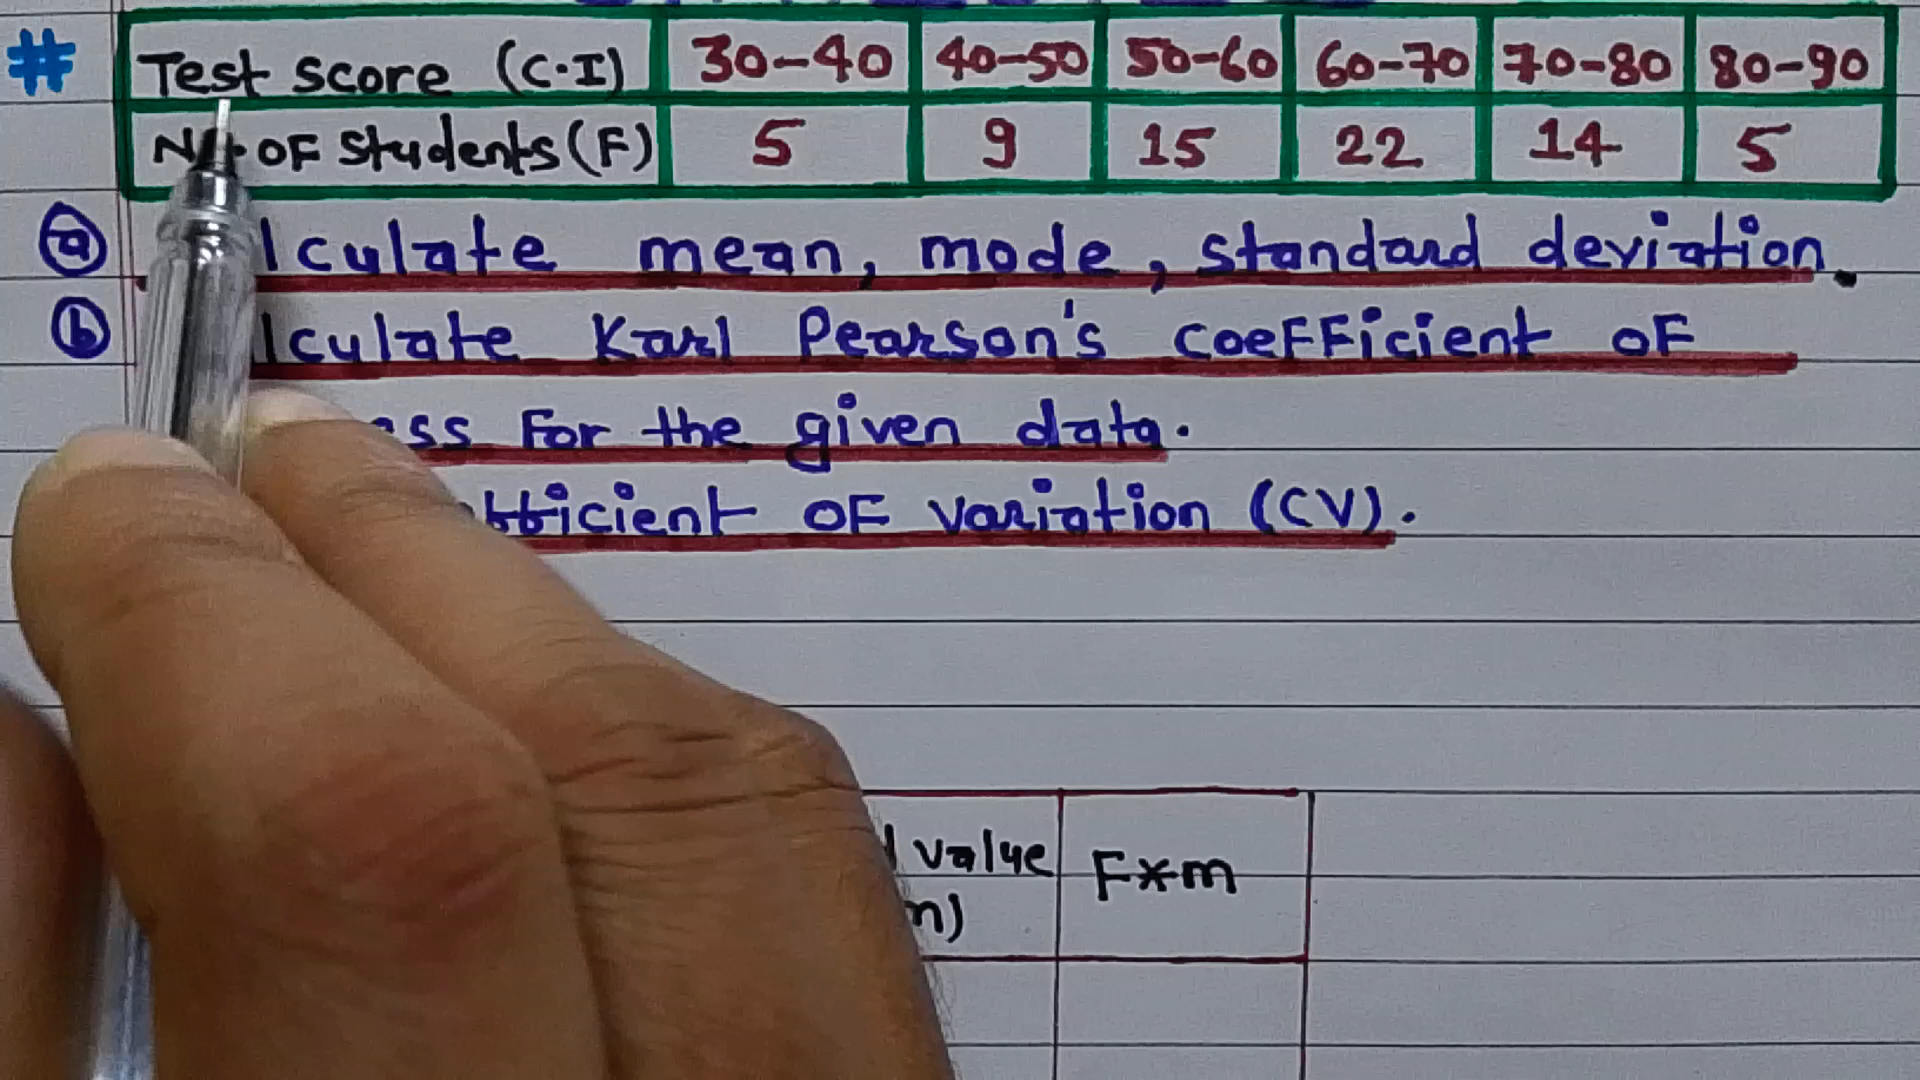 # Test score (C.I) 30-40 40-50 50-60 60-70 70-80 80-90
OF students (F) 5 9 15 22 14 5
(a) lculate mean, mode, standard deviation.
(b) lculate Karl Pearson's coefficient of
ess for the given data.
fficient of variation (CV).
value F*m